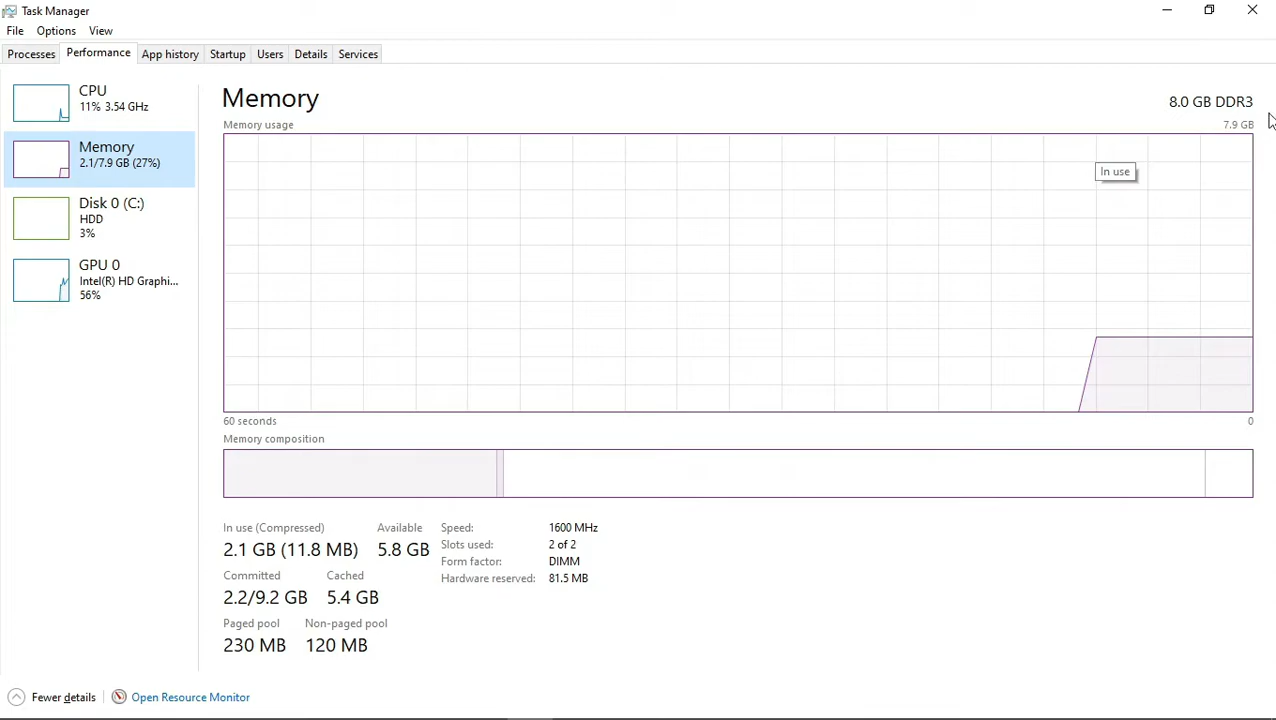 Task Manager
File Options View
Processes Performance App history Startup Users Details Services
CPU
11% 3.54 GHz
Memory
2.1/7.9 GB (27%)
Disk 0 (C:)
HDD
3%
GPU 0
Intel(R) HD Graphi...
56%
Memory 8.0 GB DDR3
Memory usage 7.9 GB
In use
60 seconds 0
Memory composition
In use (Compressed) Available
2.1 GB (11.8 MB) 5.8 GB
Committed Cached
2.2/9.2 GB 5.4 GB
Paged pool Non-paged pool
230 MB 120 MB
Speed: 1600 MHz
Slots used: 2 of 2
Form factor: DIMM
Hardware reserved: 81.5 MB
Fewer details Open Resource Monitor